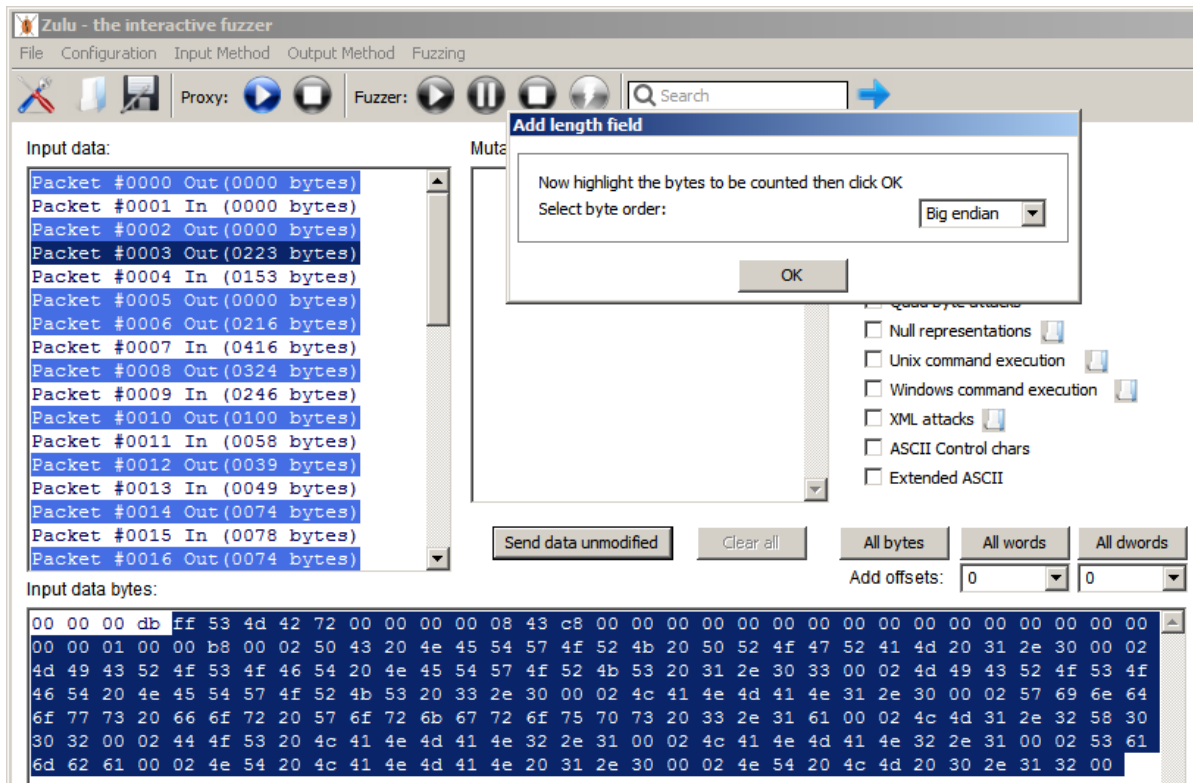 Zulu - the interactive fuzzer
File Configuration Input Method Output Method Fuzzing
Proxy: Fuzzer: Search
Add length field
Input data:
Now highlight the bytes to be counted then click OK
Select byte order: Big endian
OK
Packet #0000 Out(0000 bytes)
Packet #0001 In (0000 bytes)
Packet #0002 Out(0000 bytes)
Packet #0003 Out(0223 bytes)
Packet #0004 In (0153 bytes)
Packet #0005 Out(0000 bytes)
Packet #0006 Out(0216 bytes)
Packet #0007 In (0416 bytes)
Packet #0008 Out(0324 bytes)
Packet #0009 In (0246 bytes)
Packet #0010 Out(0100 bytes)
Packet #0011 In (0058 bytes)
Packet #0012 Out(0039 bytes)
Packet #0013 In (0049 bytes)
Packet #0014 Out(0074 bytes)
Packet #0015 In (0078 bytes)
Packet #0016 Out(0074 bytes)
Null representations
Unix command execution
Windows command execution
XML attacks
ASCII Control chars
Extended ASCII
Send data unmodified Clear all All bytes All words All dwords
Add offsets: 0 0
Input data bytes:
00 00 00 db ff 53 4d 42 72 00 00 00 00 08 43 c8 00 00 00 00 00 00 00 00 00 00 00 00 00 00 00 00
00 00 01 00 00 b8 00 02 50 43 20 4e 45 54 57 4f 52 4b 20 50 52 4f 47 52 41 4d 20 31 2e 30 00 02
4d 49 43 52 4f 53 4f 46 54 20 4e 45 54 57 4f 52 4b 53 20 31 2e 30 33 00 02 4d 49 43 52 4f 53 4f
46 54 20 4e 45 54 57 4f 52 4b 53 20 33 2e 30 00 02 4c 41 4e 4d 41 4e 31 2e 30 00 02 57 69 6e 64
6f 77 73 20 66 6f 72 20 57 6f 72 6b 67 72 6f 75 70 73 20 33 2e 31 61 00 02 4c 4d 31 2e 32 58 30
30 32 00 02 44 4f 53 20 4c 41 4e 4d 41 4e 32 2e 31 00 02 4c 41 4e 4d 41 4e 32 2e 31 00 02 53 61
6d 62 61 00 02 4e 54 20 4c 41 4e 4d 41 4e 20 31 2e 30 00 02 4e 54 20 4c 4d 20 30 2e 31 32 00